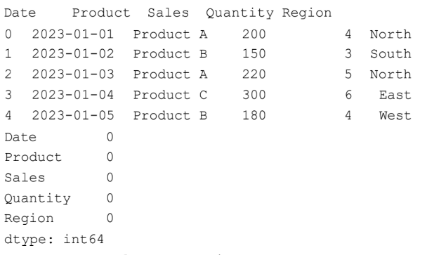 Date Product Sales Quantity Region
0 2023-01-01 Product A 200 4 North
1 2023-01-02 Product B 150 3 South
2 2023-01-03 Product A 220 5 North
3 2023-01-04 Product C 300 6 East
4 2023-01-05 Product B 180 4 West
Date 0
Product 0
Sales 0
Quantity 0
Region 0
dtype: int64